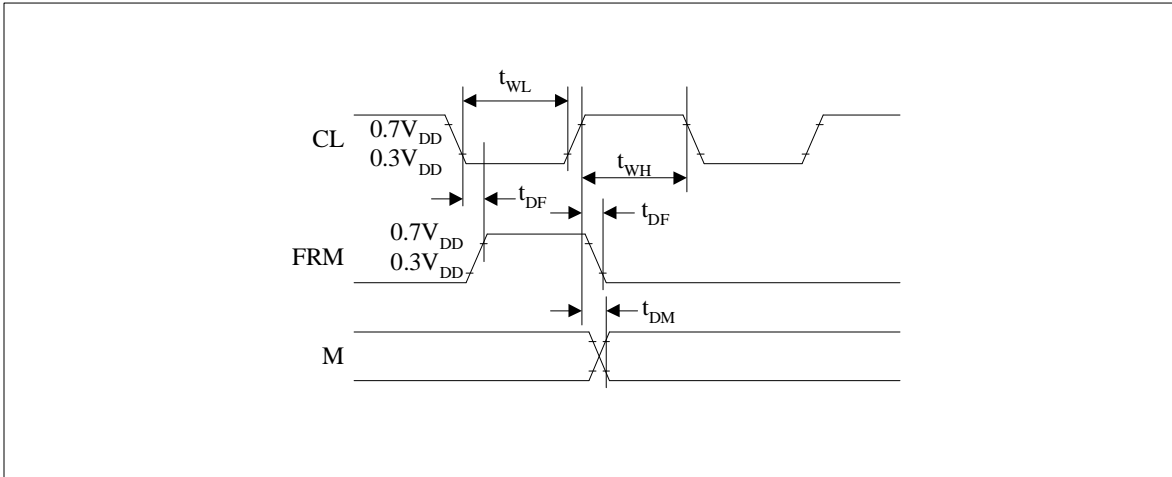 tWL
0.7VDD
CL
0.3VDD
tWH
tDF
tDF
0.7VDD
FRM
0.3VDD
tDM
M